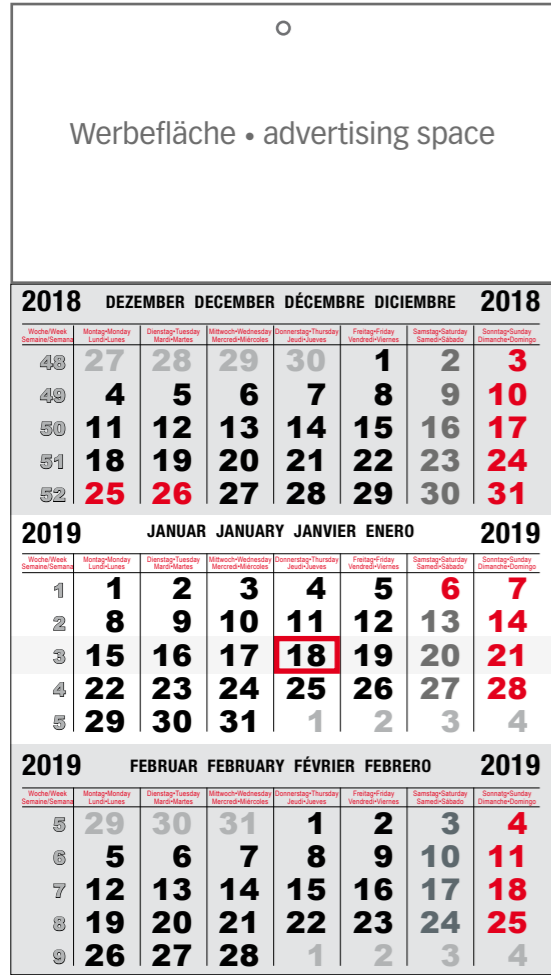 Werbefläche • advertising space
2018 DEZEMBER DECEMBER DÉCEMBRE DICIEMBRE 2018
Woche/Week Montag•Monday Dienstag•Tuesday Mittwoch•Wednesday Donnerstag•Thursday Freitag•Friday Samstag•Saturday Sonntag•Sunday
Semaine/Semana Lundi•Lunes Mardi•Martes Mercredi•Miércoles Jeudi•Jueves Vendredi•Viernes Samedi•Sábado Dimanche•Domingo
48 27 28 29 30 1 2 3
49 4 5 6 7 8 9 10
50 11 12 13 14 15 16 17
51 18 19 20 21 22 23 24
52 25 26 27 28 29 30 31
2019 JANUAR JANUARY JANVIER ENERO 2019
Woche/Week Montag•Monday Dienstag•Tuesday Mittwoch•Wednesday Donnerstag•Thursday Freitag•Friday Samstag•Saturday Sonntag•Sunday
Semaine/Semana Lundi•Lunes Mardi•Martes Mercredi•Miércoles Jeudi•Jueves Vendredi•Viernes Samedi•Sábado Dimanche•Domingo
1 1 2 3 4 5 6 7
2 8 9 10 11 12 13 14
3 15 16 17 18 19 20 21
4 22 23 24 25 26 27 28
5 29 30 31 1 2 3 4
2019 FEBRUAR FEBRUARY FÉVRIER FEBRERO 2019
Woche/Week Montag•Monday Dienstag•Tuesday Mittwoch•Wednesday Donnerstag•Thursday Freitag•Friday Samstag•Saturday Sonntag•Sunday
Semaine/Semana Lundi•Lunes Mardi•Martes Mercredi•Miércoles Jeudi•Jueves Vendredi•Viernes Samedi•Sábado Dimanche•Domingo
5 29 30 31 1 2 3 4
6 5 6 7 8 9 10 11
7 12 13 14 15 16 17 18
8 19 20 21 22 23 24 25
9 26 27 28 1 2 3 4